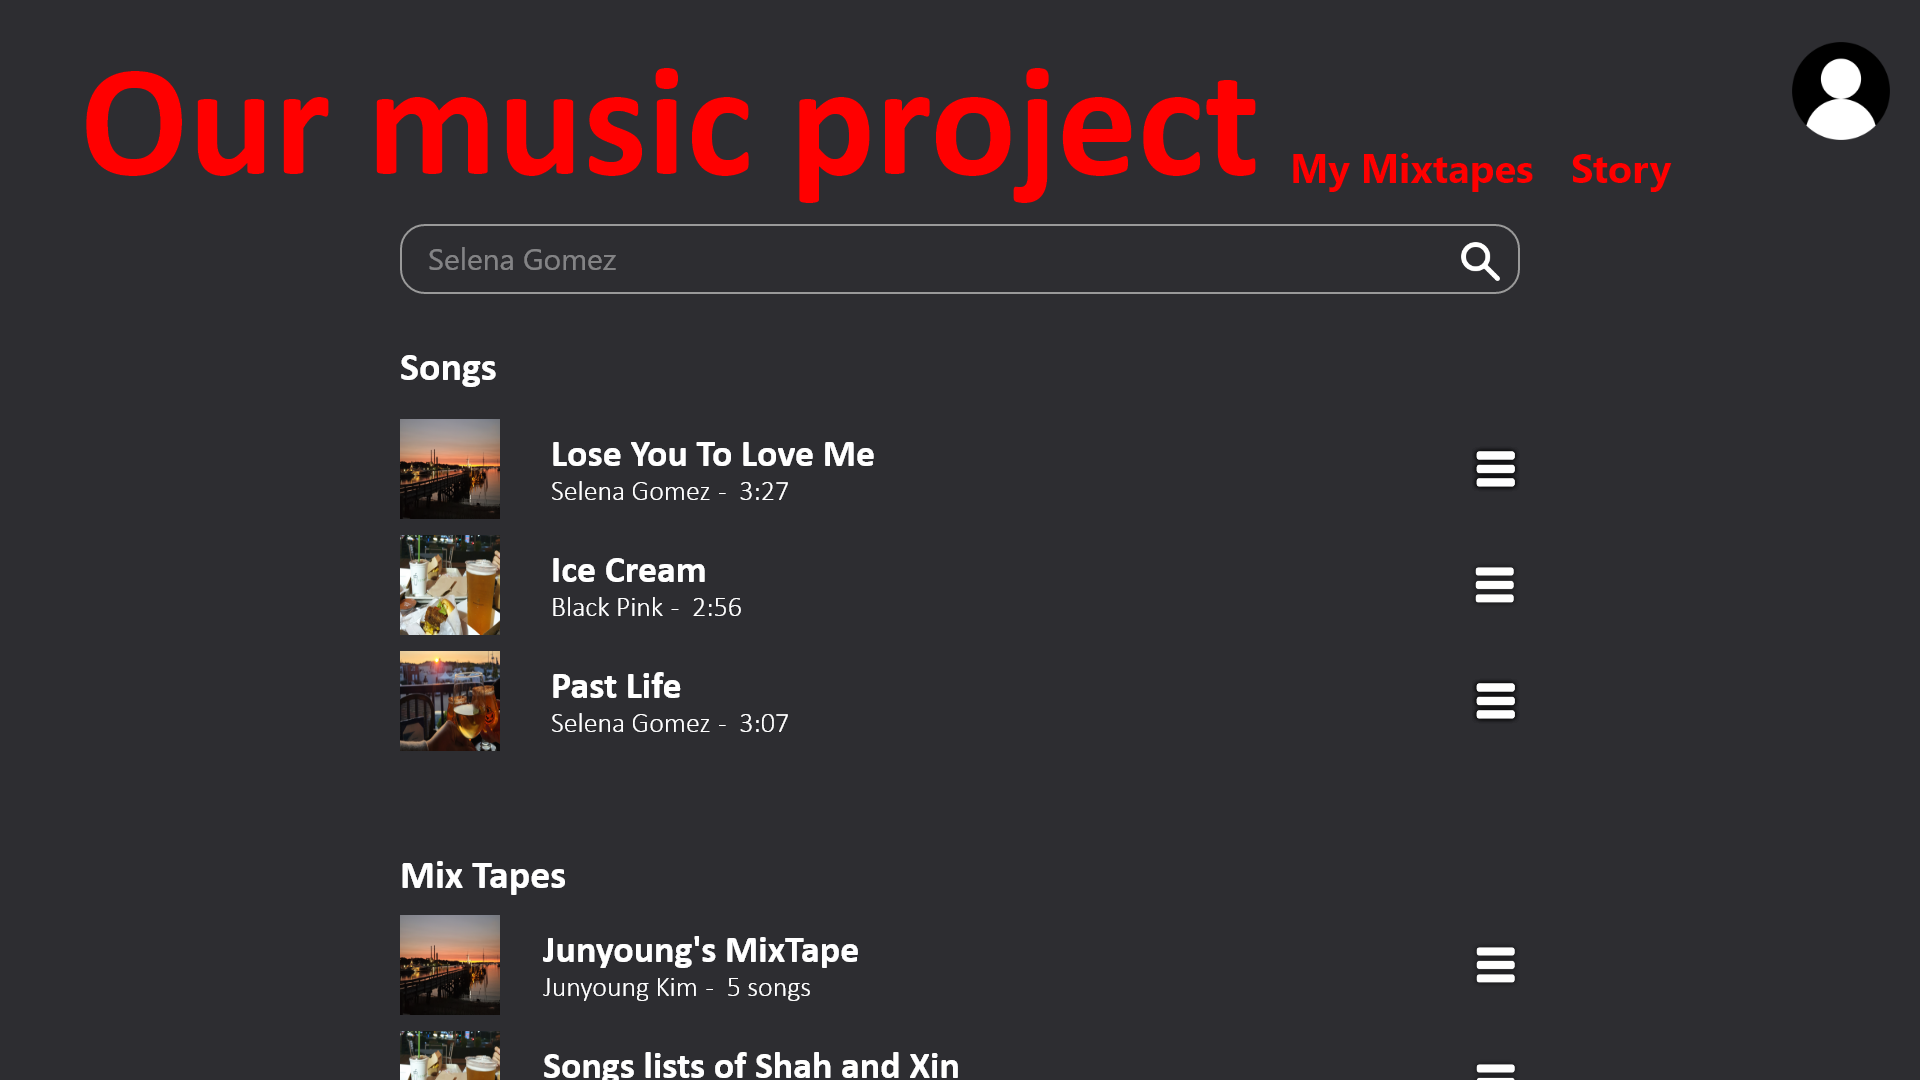 Our music project
My Mixtapes Story
Selena Gomez
Songs
Lose You To Love Me
Selena Gomez - 3:27
Ice Cream
Black Pink - 2:56
Past Life
Selena Gomez - 3:07
Mix Tapes
Junyoung's MixTape
Junyoung Kim - 5 songs
Songs lists of Shah and Xin